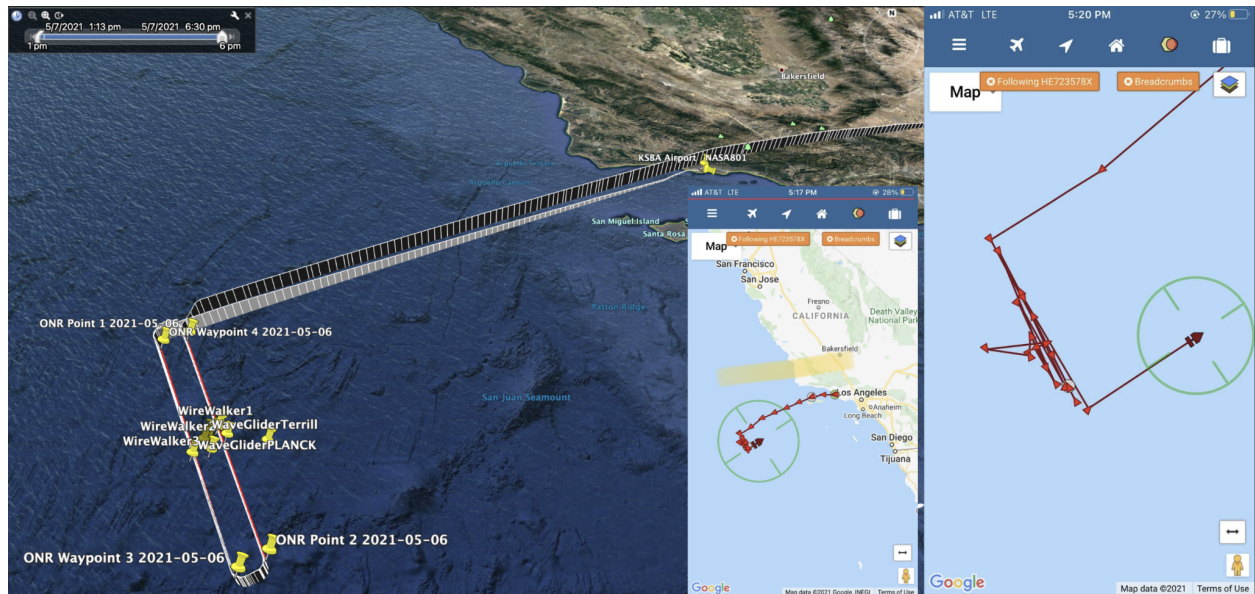 5/7/2021 1:13 pm 5/7/2021 6:30 pm
1 pm 6 pm
N
Bakersfield
KSBA Airport NASA801
San Miguel Island
Santa Rosa
Patton Ridge
San Juan Seamount
ONR Point 1 2021-05-06
ONR Waypoint 4 2021-05-06
WireWalker1
WireWalker2 WaveGliderTerrill
WireWalker3 WaveGliderPLANCK
ONR Point 2 2021-05-06
ONR Waypoint 3 2021-05-06
AT&T LTE 5:17 PM 28%
Following HE723578X Breadcrumbs
Map
San Francisco
San Jose
Fresno
CALIFORNIA
Death Valley
National Park
Bakersfield
Los Angeles
Anaheim
Long Beach
San Diego
Tijuana
Google
Map data ©2021 Google, INEGI Terms of Use
AT&T LTE 5:20 PM 27%
Following HE723578X Breadcrumbs
Map
Google
Map data ©2021 Terms of Use